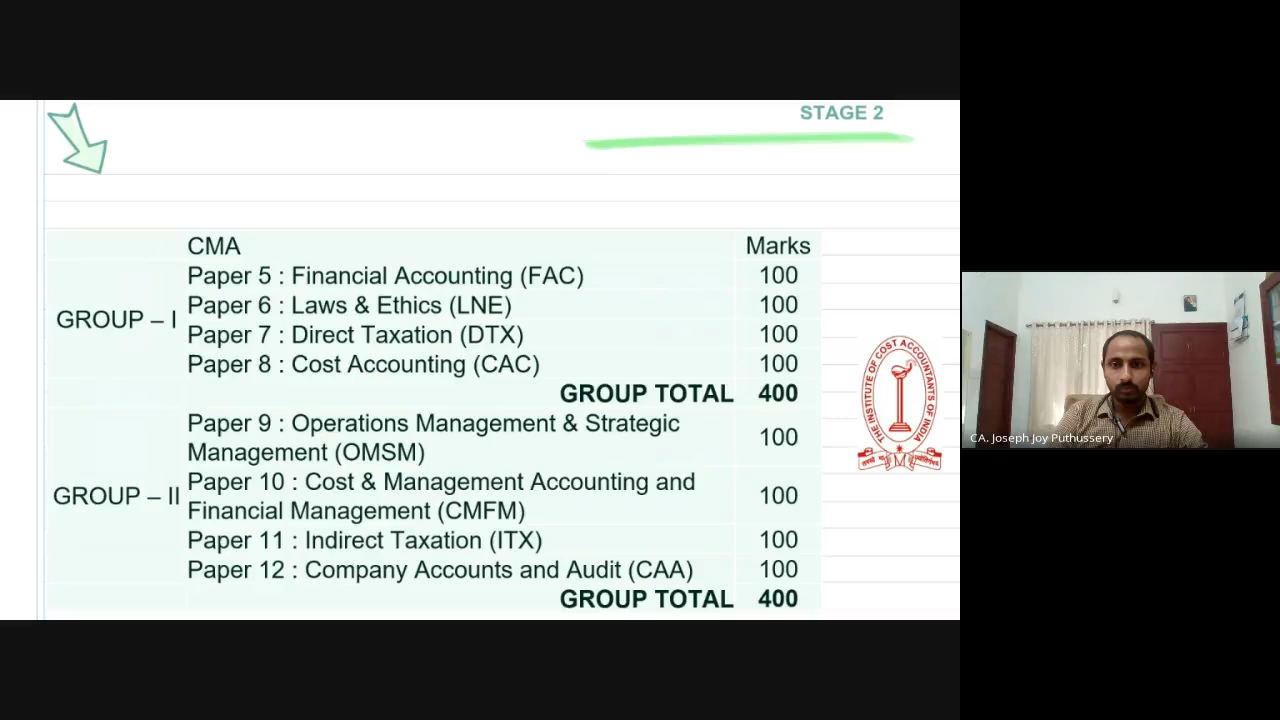 STAGE 2
CMA Marks
GROUP – I
Paper 5 : Financial Accounting (FAC) 100
Paper 6 : Laws & Ethics (LNE) 100
Paper 7 : Direct Taxation (DTX) 100
Paper 8 : Cost Accounting (CAC) 100
GROUP TOTAL 400
GROUP – II
Paper 9 : Operations Management & Strategic
Management (OMSM) 100
Paper 10 : Cost & Management Accounting and
Financial Management (CMFM) 100
Paper 11 : Indirect Taxation (ITX) 100
Paper 12 : Company Accounts and Audit (CAA) 100
GROUP TOTAL 400
THE INSTITUTE OF COST ACCOUNTANTS OF INDIA
CA. Joseph Joy Puthussery